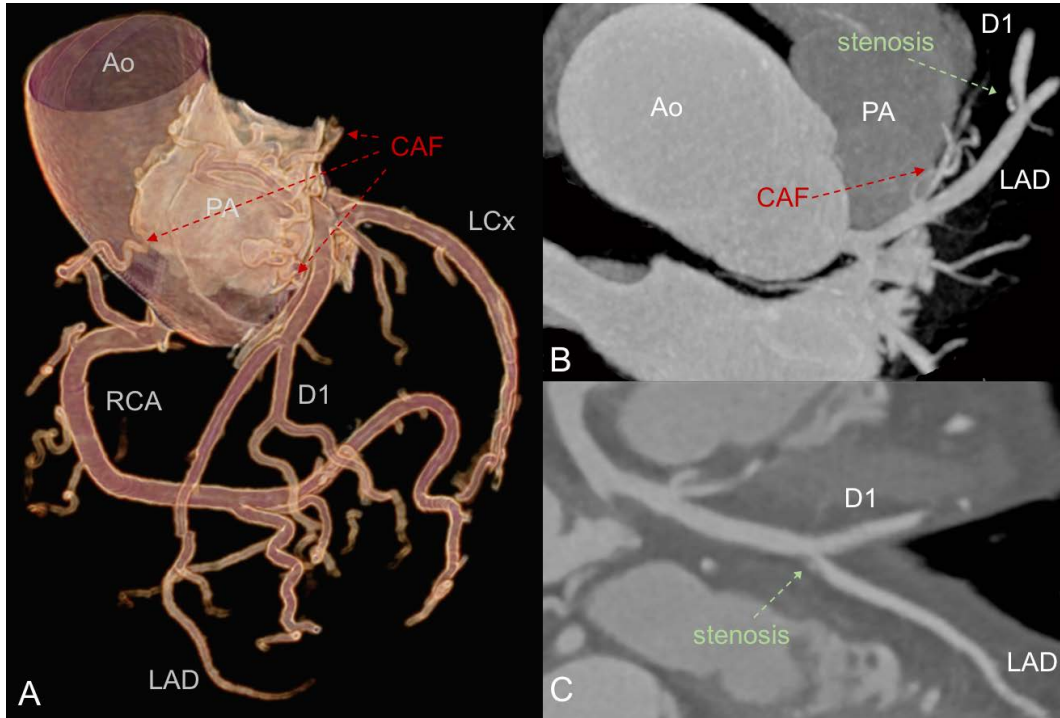 Ao
CAF
PA
LCx
RCA
D1
LAD
A
D1
stenosis
Ao
PA
CAF
LAD
B
D1
stenosis
LAD
C